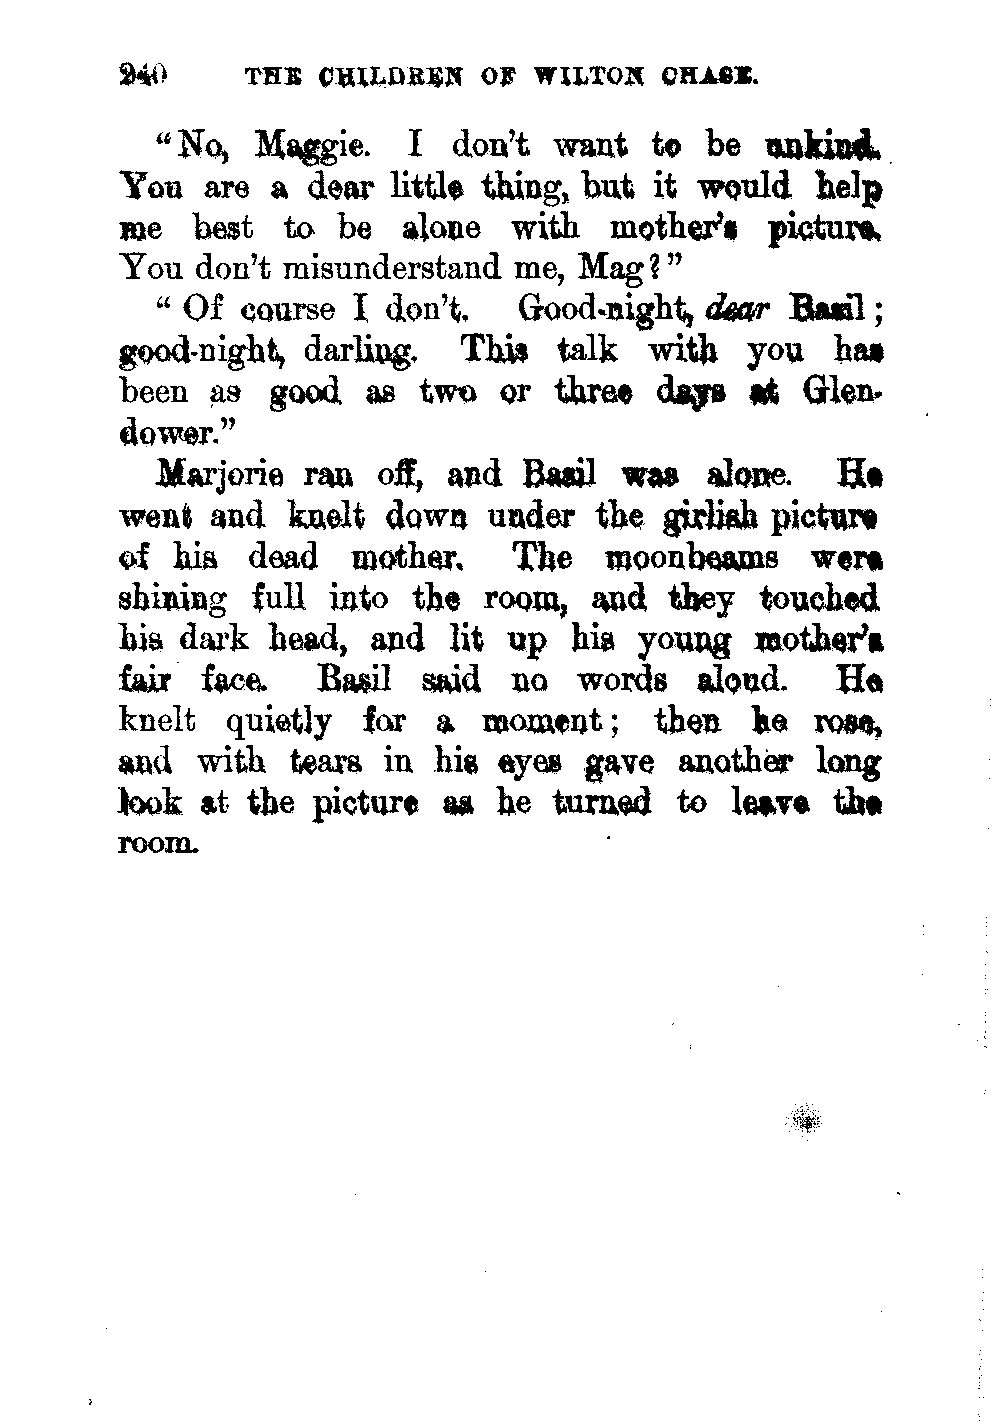 240 THE CHILDREN OF WILTON CHASE.
"No, Maggie. I don't want to be unkind.
You are a dear little thing, but it would help
me best to be alone with mother's picture.
You don't misunderstand me, Mag?"
"Of course I don't. Good-night, dear Basil;
good-night, darling. This talk with you has
been as good as two or three days at Glen-
dower."
Marjorie ran off, and Basil was alone. He
went and knelt down under the girlish picture
of his dead mother. The moonbeams were
shining full into the room, and they touched
his dark head, and lit up his young mother's
fair face. Basil said no words aloud. He
knelt quietly for a moment; then he rose,
and with tears in his eyes gave another long
look at the picture as he turned to leave the
room.